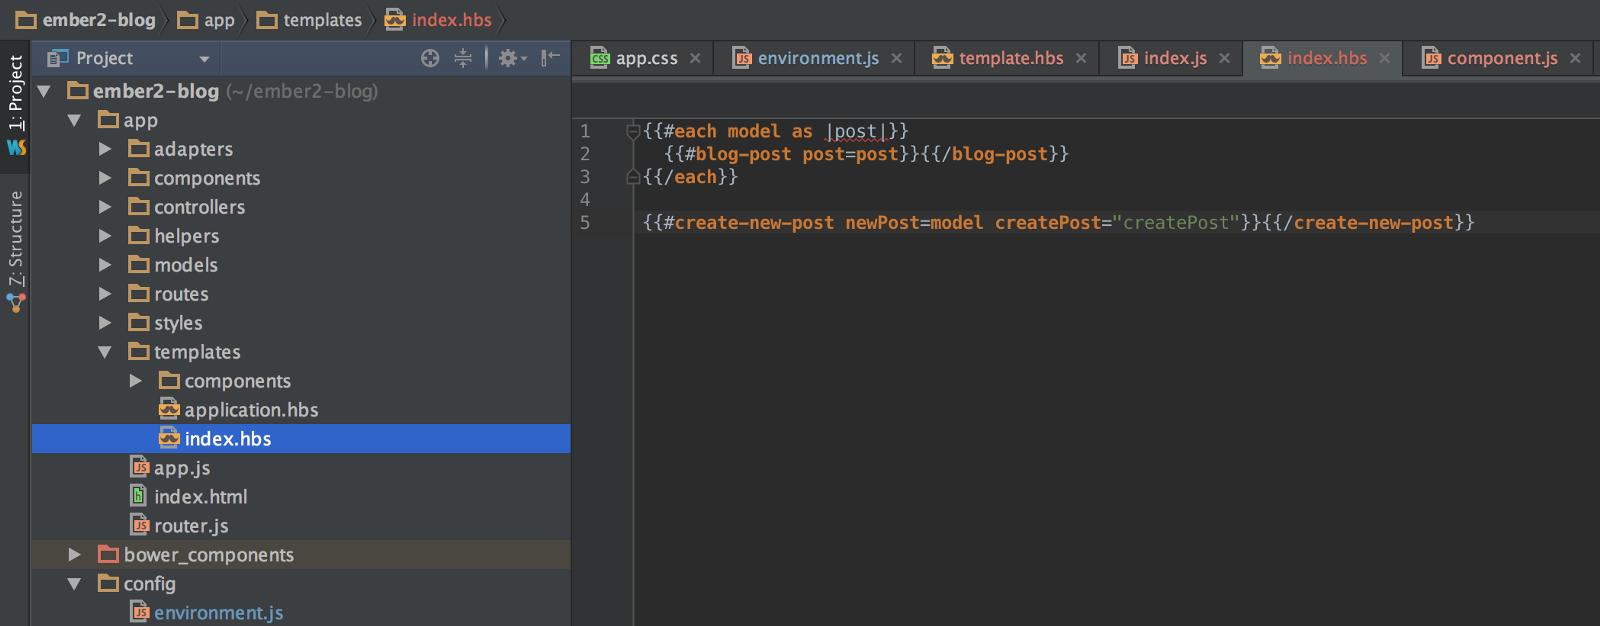 ember2-blog app templates index.hbs
1: Project
Z: Structure
Project
ember2-blog (~/ember2-blog)
app
adapters
components
controllers
helpers
models
routes
styles
templates
components
application.hbs
index.hbs
app.js
index.html
router.js
bower_components
config
environment.js
app.css environment.js template.hbs index.js index.hbs component.js
1 {{#each model as |post|}}
2 {{#blog-post post=post}}{{/blog-post}}
3 {{/each}}
4
5 {{#create-new-post newPost=model createPost="createPost"}}{{/create-new-post}}